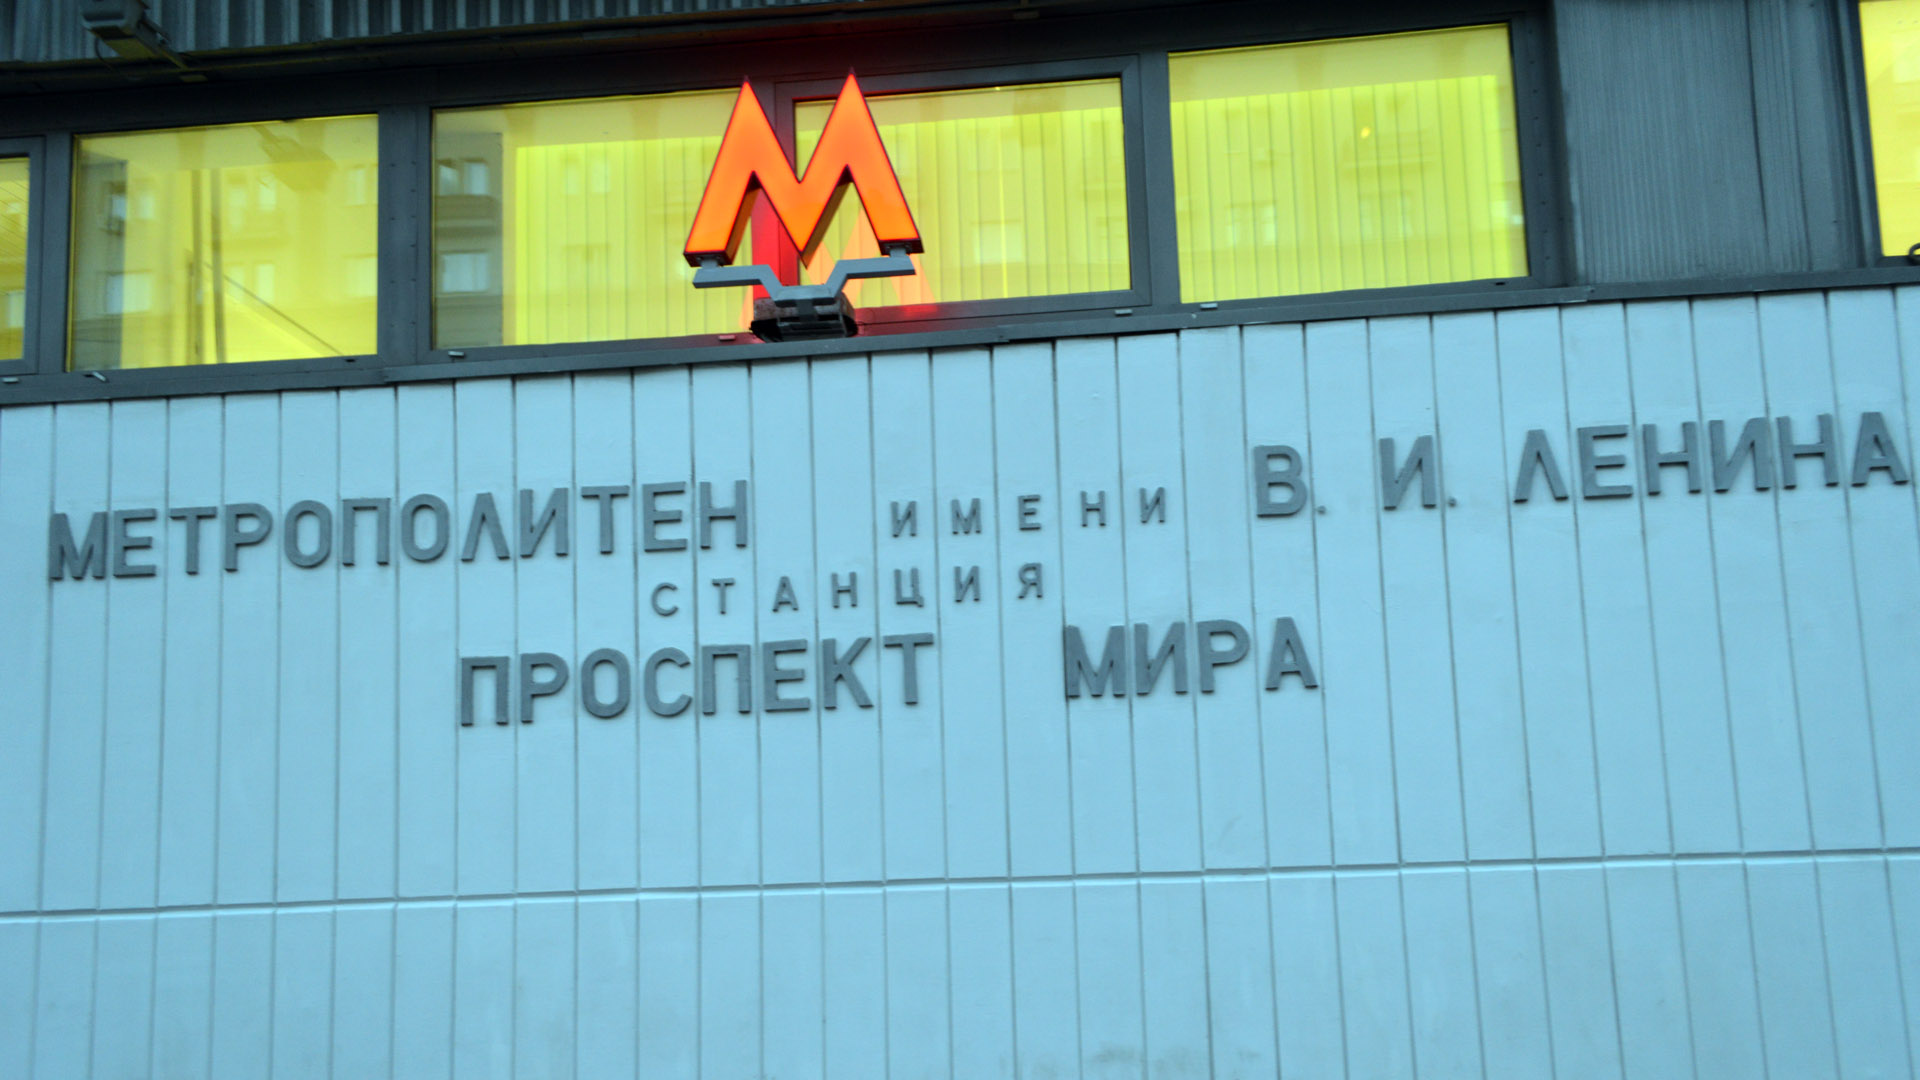 М
МЕТРОПОЛИТЕН ИМЕНИ В. И. ЛЕНИНА
СТАНЦИЯ
ПРОСПЕКТ МИРА